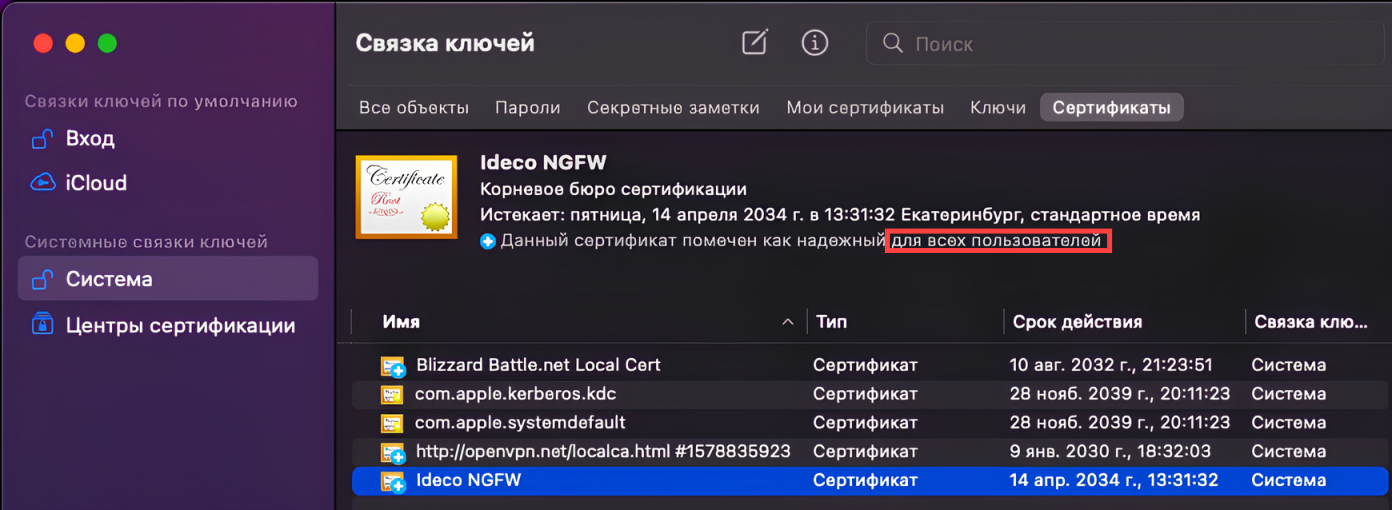 Связка ключей
Поиск
Связки ключей по умолчанию
Вход
iCloud
Системные связки ключей
Система
Центры сертификации
Все объекты Пароли Секретные заметки Мои сертификаты Ключи Сертификаты
Certificate
Root
Ideco NGFW
Корневое бюро сертификации
Истекает: пятница, 14 апреля 2034 г. в 13:31:32 Екатеринбург, стандартное время
Данный сертификат помечен как надежный для всех пользователей
Имя Тип Срок действия Связка клю...
Blizzard Battle.net Local Cert Сертификат 10 авг. 2032 г., 21:23:51 Система
com.apple.kerberos.kdc Сертификат 28 нояб. 2039 г., 20:11:23 Система
com.apple.systemdefault Сертификат 28 нояб. 2039 г., 20:11:23 Система
http://openvpn.net/localca.html #1578835923 Сертификат 9 янв. 2030 г., 18:32:03 Система
Ideco NGFW Сертификат 14 апр. 2034 г., 13:31:32 Система